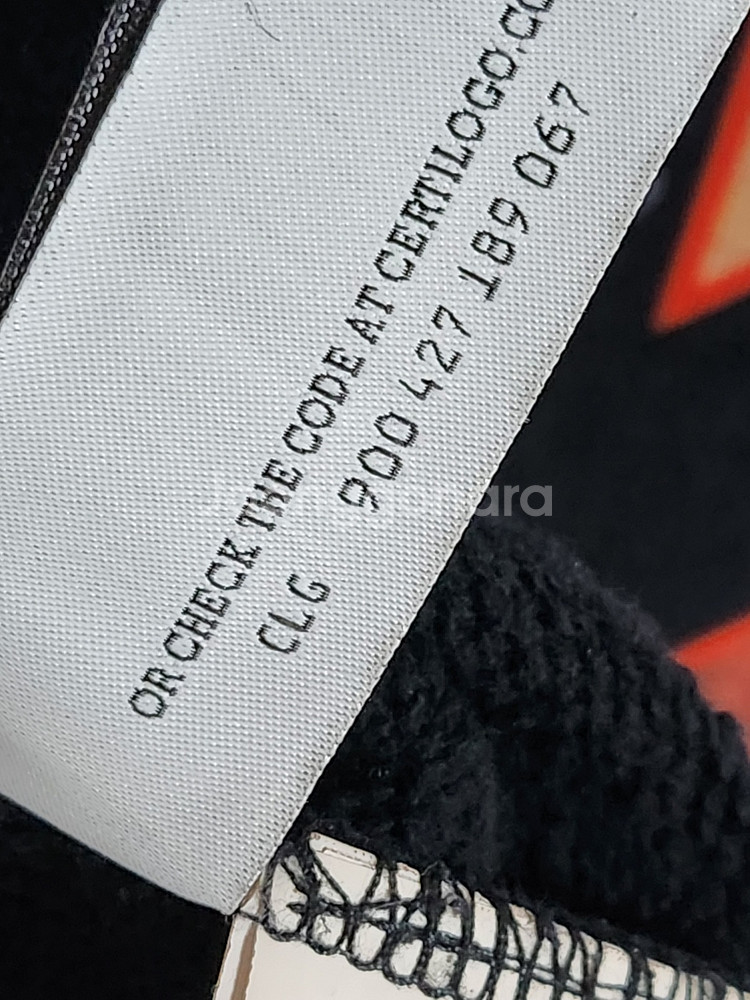 OR CHECK THE CODE AT CERTILOGO.CO
CLG 900 427 189 067